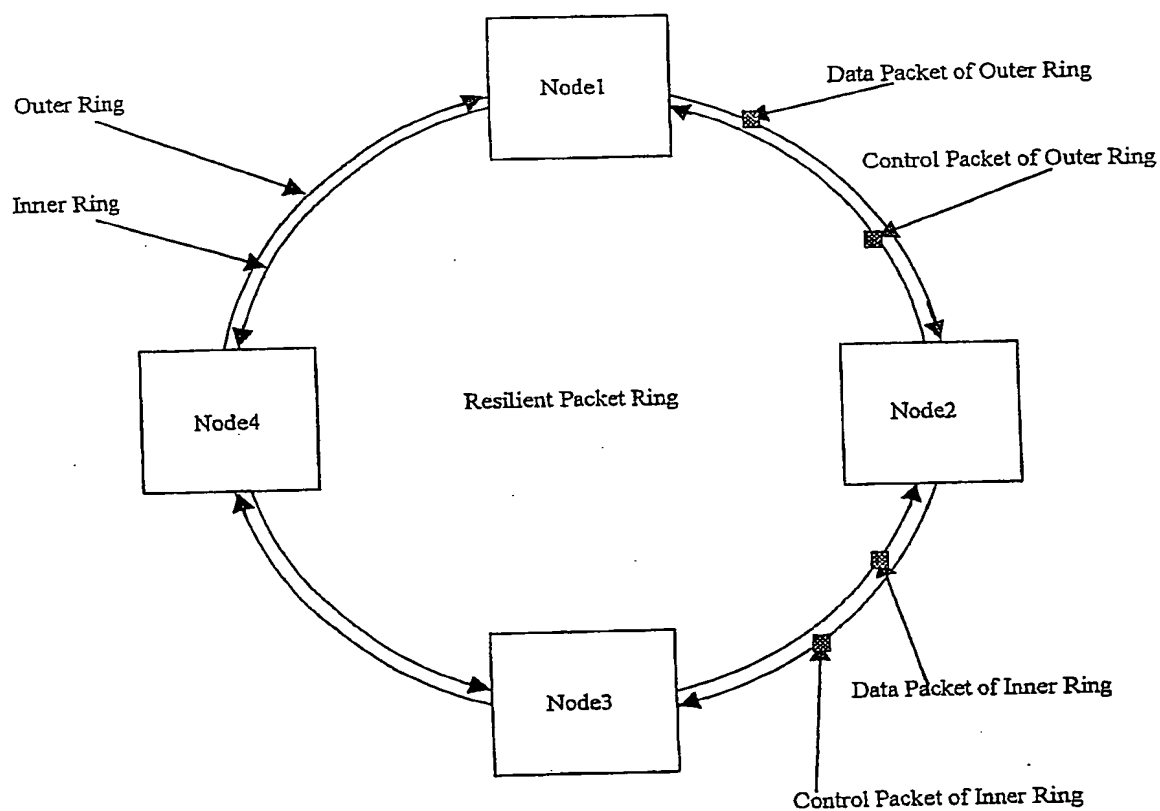 Node1
Data Packet of Outer Ring
Outer Ring
Control Packet of Outer Ring
Inner Ring
Resilient Packet Ring
Node4
Node2
Node3
Data Packet of Inner Ring
Control Packet of Inner Ring